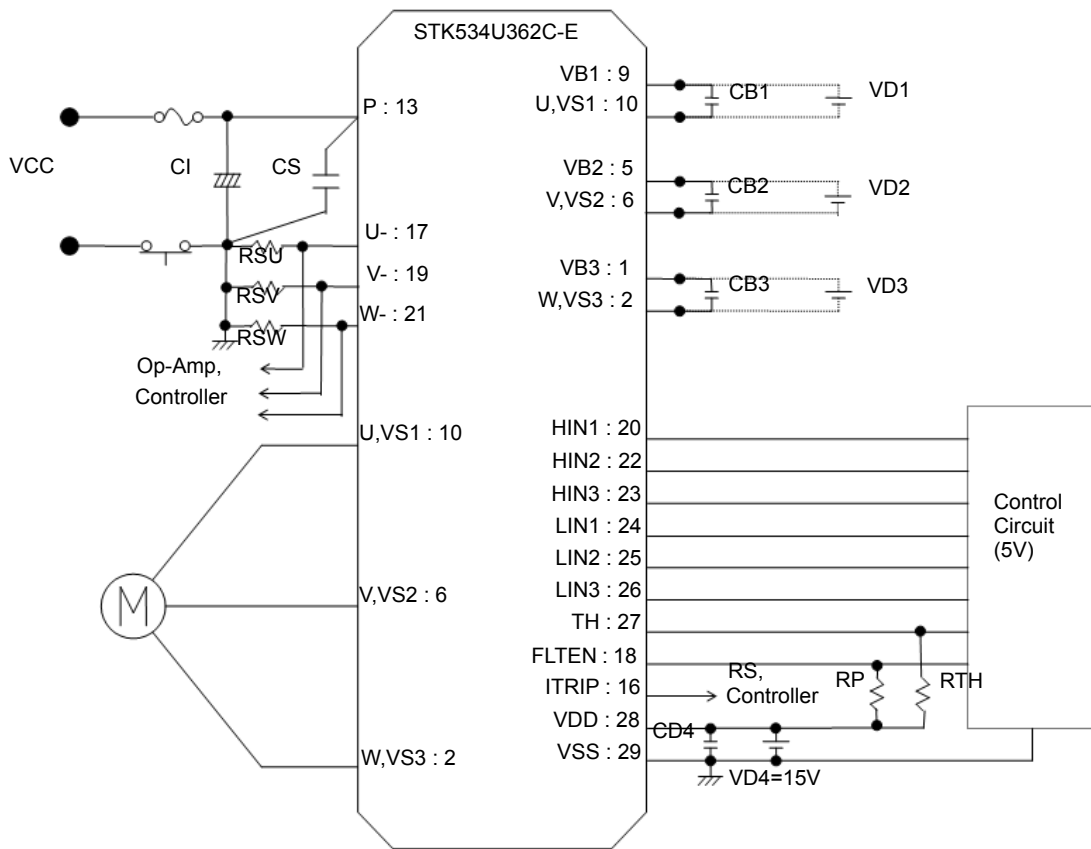 STK534U362C-E
VB1 : 9
CB1
VD1
P : 13
U,VS1 : 10
VCC
CI
CS
VB2 : 5
CB2
VD2
V,VS2 : 6
U- : 17
RSU
V- : 19
VB3 : 1
CB3
VD3
RSV
W,VS3 : 2
W- : 21
RSW
Op-Amp,
Controller
U,VS1 : 10
HIN1 : 20
HIN2 : 22
HIN3 : 23
Control
Circuit
(5V)
LIN1 : 24
LIN2 : 25
M
V,VS2 : 6
LIN3 : 26
TH : 27
FLTEN : 18
RS,
Controller
RP
RTH
ITRIP : 16
VDD : 28
CD4
VSS : 29
W,VS3 : 2
VD4=15V